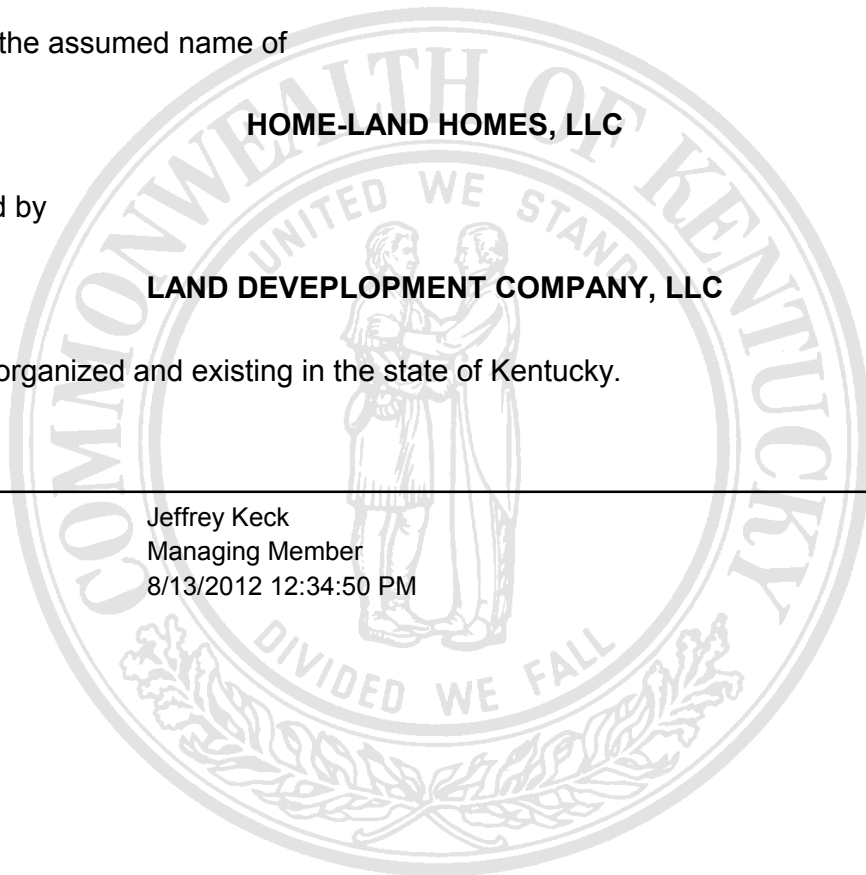 the assumed name of
HOME-LAND HOMES, LLC
d by
LAND DEVEPLOPMENT COMPANY, LLC
organized and existing in the state of Kentucky.
Jeffrey Keck
Managing Member
8/13/2012 12:34:50 PM
COMMONWEALTH OF KENTUCKY
UNITED WE STAND
DIVIDED WE FALL